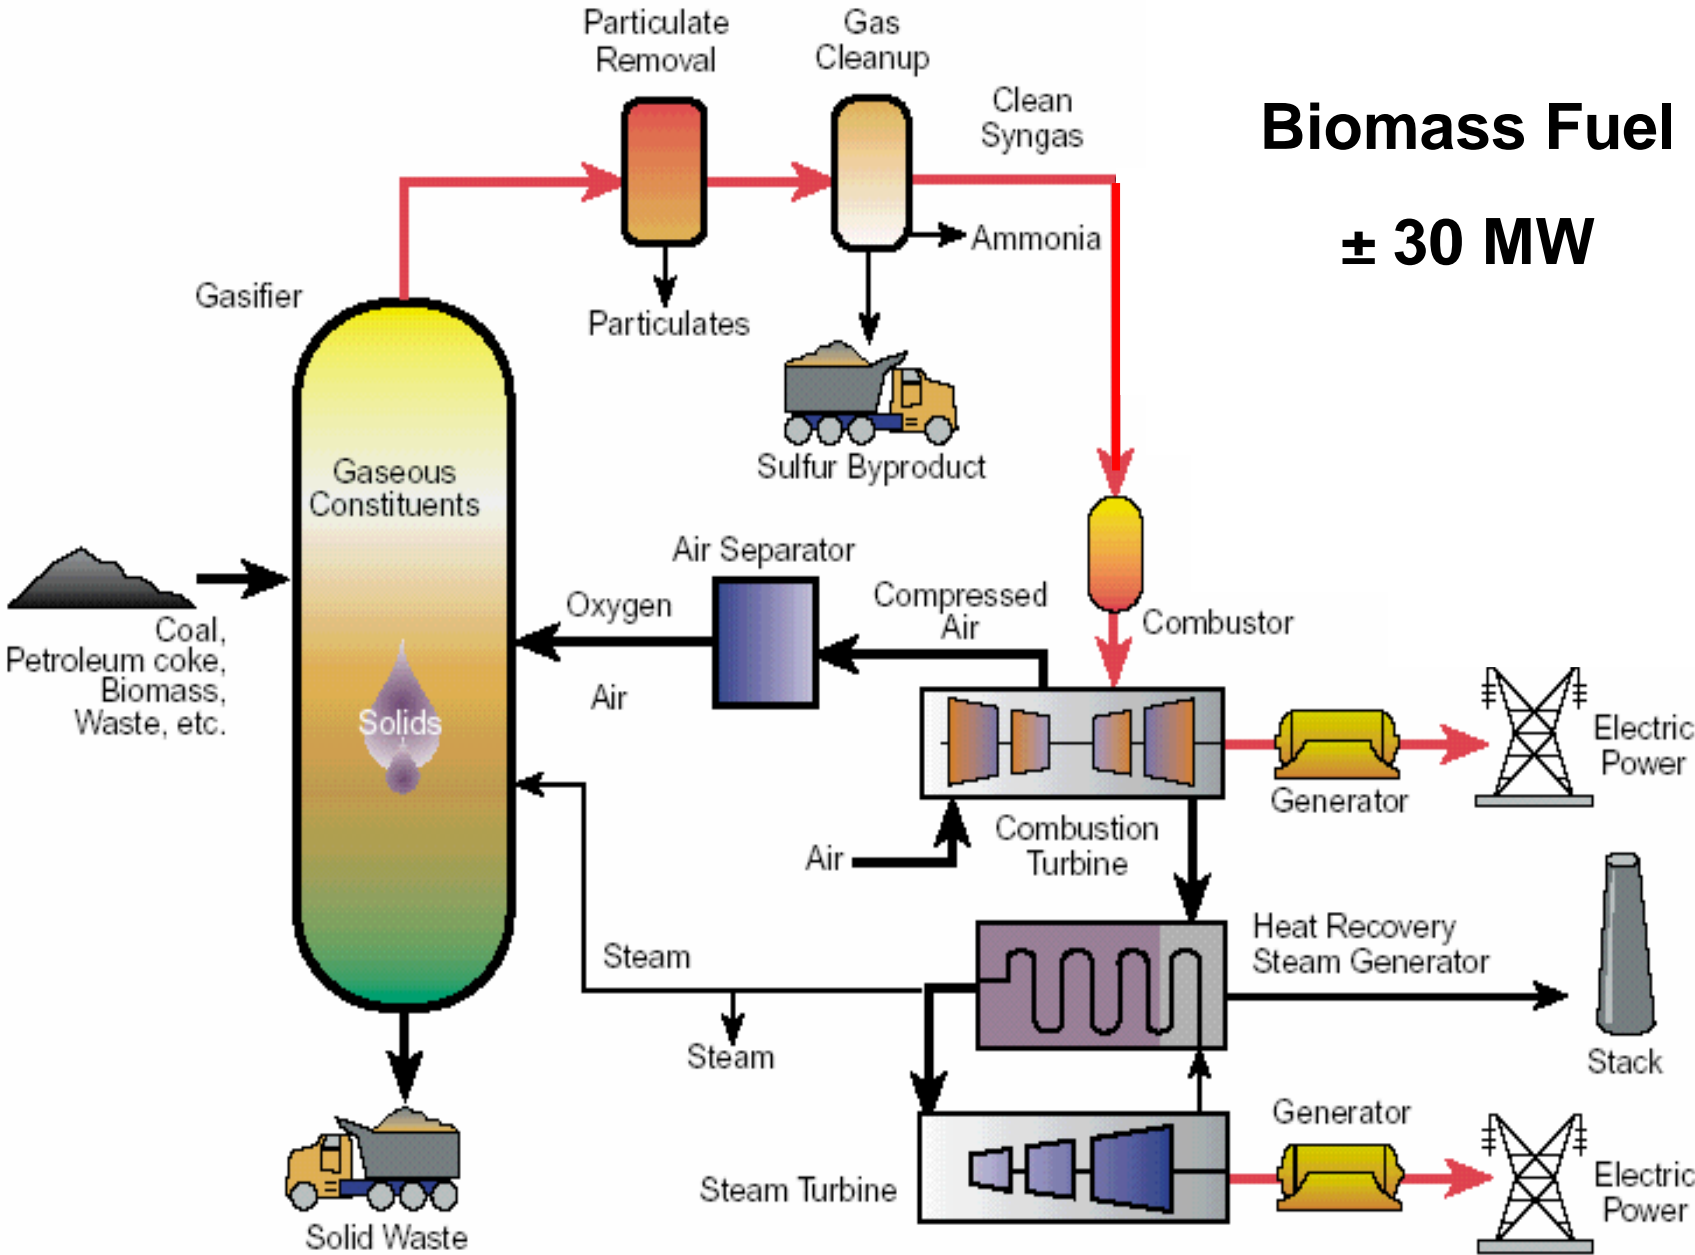 Particulate
Removal
Gas
Cleanup
Clean
Syngas
Biomass Fuel
± 30 MW
Ammonia
Gasifier
Particulates
Sulfur Byproduct
Gaseous
Constituents
Air Separator
Oxygen
Compressed
Air
Combustor
Coal,
Petroleum coke,
Biomass,
Waste, etc.
Air
Solids
Electric
Power
Generator
Combustion
Turbine
Air
Heat Recovery
Steam Generator
Steam
Steam
Stack
Generator
Steam Turbine
Electric
Power
Solid Waste